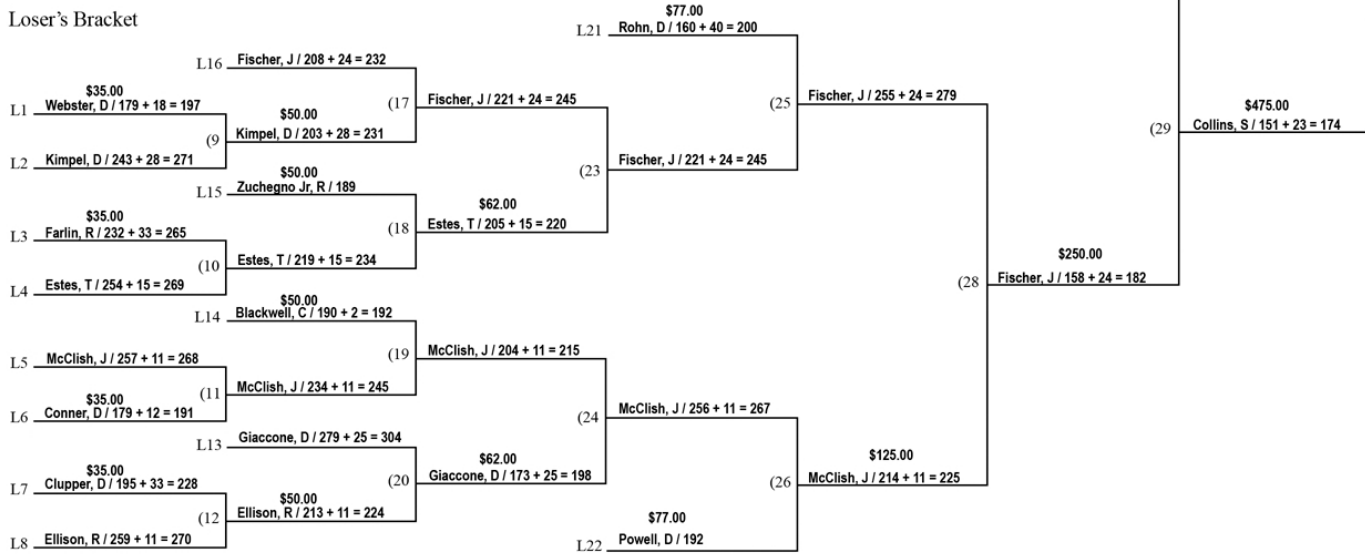 Loser's Bracket
$77.00
L21 Rohn, D / 160 + 40 = 200
L16 Fischer, J / 208 + 24 = 232
$35.00
L1 Webster, D / 179 + 18 = 197
(17 Fischer, J / 221 + 24 = 245
(25 Fischer, J / 255 + 24 = 279
$475.00
(29 Collins, S / 151 + 23 = 174
$50.00
(9 Kimpel, D / 203 + 28 = 231
L2 Kimpel, D / 243 + 28 = 271
(23 Fischer, J / 221 + 24 = 245
$50.00
L15 Zuchegno Jr, R / 189
$35.00
L3 Farlin, R / 232 + 33 = 265
$62.00
(18 Estes, T / 205 + 15 = 220
(10 Estes, T / 219 + 15 = 234
L4 Estes, T / 254 + 15 = 269
$250.00
(28 Fischer, J / 158 + 24 = 182
$50.00
L14 Blackwell, C / 190 + 2 = 192
L5 McClish, J / 257 + 11 = 268
(19 McClish, J / 204 + 11 = 215
(11 McClish, J / 234 + 11 = 245
$35.00
L6 Conner, D / 179 + 12 = 191
(24 McClish, J / 256 + 11 = 267
L13 Giaccone, D / 279 + 25 = 304
$35.00
L7 Clupper, D / 195 + 33 = 228
$62.00
(20 Giaccone, D / 173 + 25 = 198
$125.00
(26 McClish, J / 214 + 11 = 225
$50.00
(12 Ellison, R / 213 + 11 = 224
L8 Ellison, R / 259 + 11 = 270
$77.00
L22 Powell, D / 192